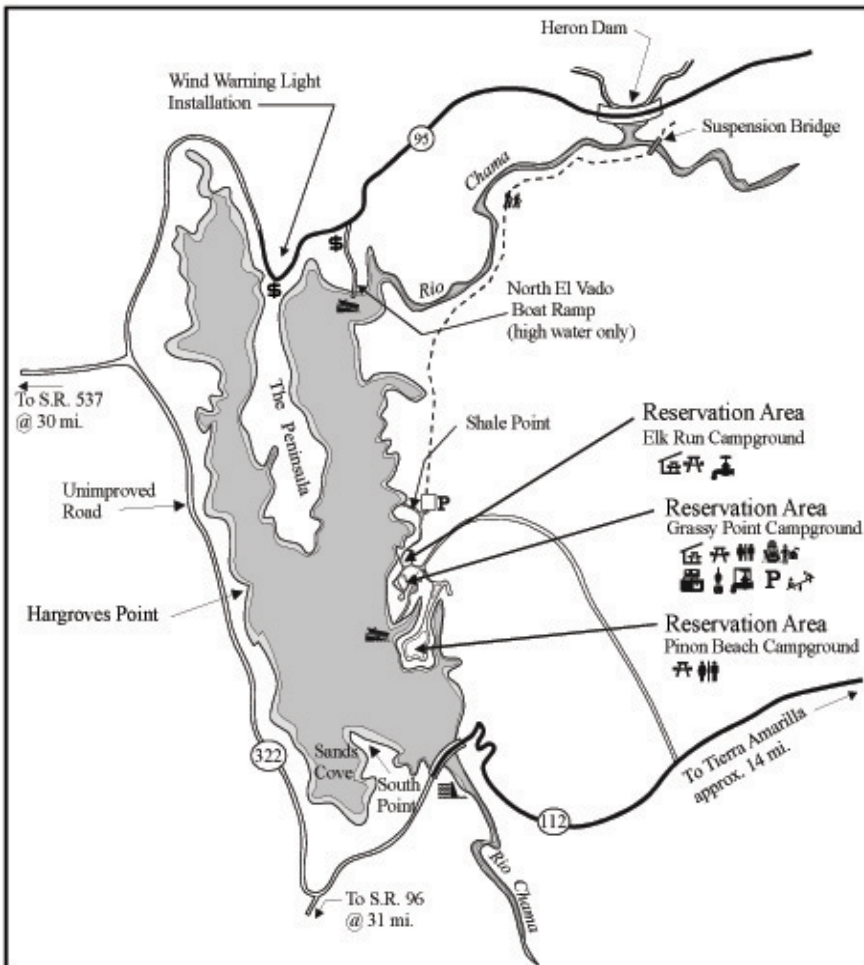 Heron Dam
Wind Warning Light
Installation
95
Suspension Bridge
Chama
Rio
$
$
North El Vado
Boat Ramp
(high water only)
To S.R. 537
@ 30 mi.
The Peninsula
Shale Point
Reservation Area
Elk Run Campground
P
Unimproved
Road
Reservation Area
Grassy Point Campground
P
Hargroves Point
Reservation Area
Pinon Beach Campground
322
Sands
Cove
South
Point
To Tierra Amarilla
approx. 14 mi.
112
Rio Chama
To S.R. 96
@ 31 mi.